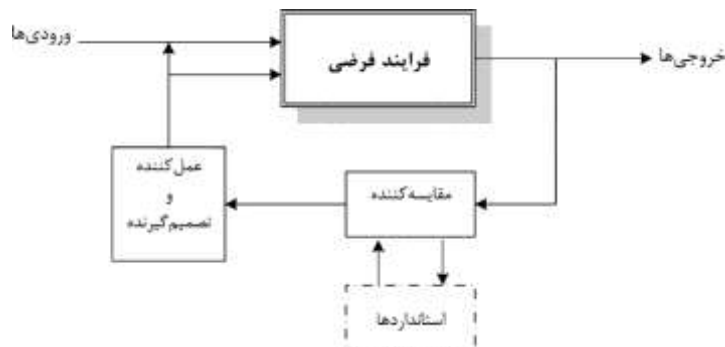 ورودی‌ها
فرایند فرضی
خروجی‌ها
عمل‌کننده
و
تصمیم‌گیرنده
مقایسه‌کننده
استانداردها